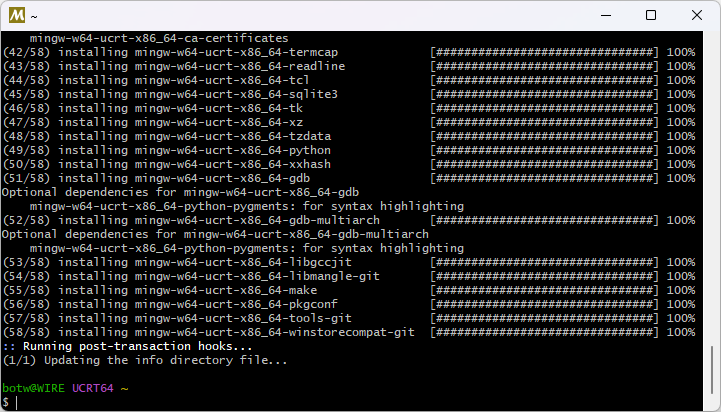 ~
    mingw-w64-ucrt-x86_64-ca-certificates
(42/58) installing mingw-w64-ucrt-x86_64-termcap             [##############################] 100%
(43/58) installing mingw-w64-ucrt-x86_64-readline            [##############################] 100%
(44/58) installing mingw-w64-ucrt-x86_64-tcl                 [##############################] 100%
(45/58) installing mingw-w64-ucrt-x86_64-sqlite3             [##############################] 100%
(46/58) installing mingw-w64-ucrt-x86_64-tk                  [##############################] 100%
(47/58) installing mingw-w64-ucrt-x86_64-xz                  [##############################] 100%
(48/58) installing mingw-w64-ucrt-x86_64-tzdata              [##############################] 100%
(49/58) installing mingw-w64-ucrt-x86_64-python              [##############################] 100%
(50/58) installing mingw-w64-ucrt-x86_64-xxhash              [##############################] 100%
(51/58) installing mingw-w64-ucrt-x86_64-gdb                 [##############################] 100%
Optional dependencies for mingw-w64-ucrt-x86_64-gdb
    mingw-w64-ucrt-x86_64-python-pygments: for syntax highlighting
(52/58) installing mingw-w64-ucrt-x86_64-gdb-multiarch       [##############################] 100%
Optional dependencies for mingw-w64-ucrt-x86_64-gdb-multiarch
    mingw-w64-ucrt-x86_64-python-pygments: for syntax highlighting
(53/58) installing mingw-w64-ucrt-x86_64-libgccjit           [##############################] 100%
(54/58) installing mingw-w64-ucrt-x86_64-libmangle-git       [##############################] 100%
(55/58) installing mingw-w64-ucrt-x86_64-make                [##############################] 100%
(56/58) installing mingw-w64-ucrt-x86_64-pkgconf             [##############################] 100%
(57/58) installing mingw-w64-ucrt-x86_64-tools-git           [##############################] 100%
(58/58) installing mingw-w64-ucrt-x86_64-winstorecompat-git  [##############################] 100%
:: Running post-transaction hooks...
(1/1) Updating the info directory file...
botw@WIRE UCRT64 ~
$